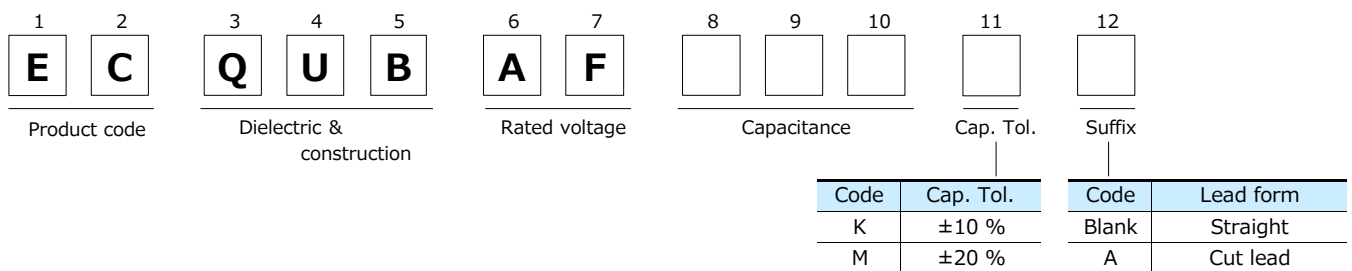 1 2 3 4 5 6 7 8 9 10 11 12
E C Q U B A F
Product code Dielectric & Rated voltage Capacitance Cap. Tol. Suffix
construction
Code Cap. Tol. Code Lead form
K ±10 % Blank Straight
M ±20 % A Cut lead